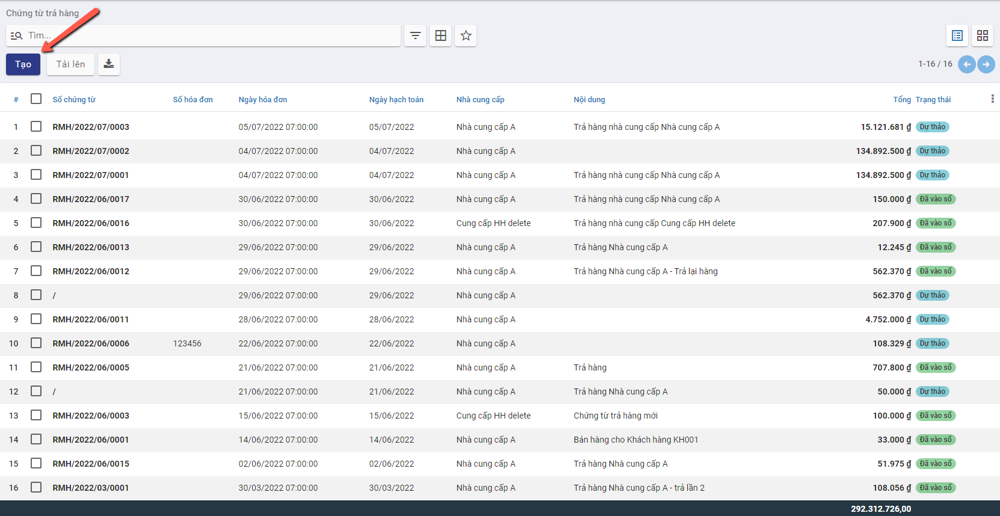 Chứng từ trả hàng
Tìm...
Tạo Tải lên 1-16 / 16
# Số chứng từ Số hóa đơn Ngày hóa đơn Ngày hạch toán Nhà cung cấp Nội dung Tổng Trạng thái
1 RMH/2022/07/0003 05/07/2022 07:00:00 05/07/2022 Nhà cung cấp A Trả hàng nhà cung cấp Nhà cung cấp A 15.121.681 ₫ Dự thảo
2 RMH/2022/07/0002 04/07/2022 07:00:00 04/07/2022 Nhà cung cấp A 134.892.500 ₫ Dự thảo
3 RMH/2022/07/0001 04/07/2022 07:00:00 04/07/2022 Nhà cung cấp A Trả hàng nhà cung cấp Nhà cung cấp A 134.892.500 ₫ Dự thảo
4 RMH/2022/06/0017 30/06/2022 07:00:00 30/06/2022 Nhà cung cấp A Trả hàng nhà cung cấp Nhà cung cấp A 150.000 ₫ Đã vào sổ
5 RMH/2022/06/0016 30/06/2022 07:00:00 30/06/2022 Cung cấp HH delete Trả hàng nhà cung cấp Cung cấp HH delete 207.900 ₫ Đã vào sổ
6 RMH/2022/06/0013 29/06/2022 07:00:00 29/06/2022 Nhà cung cấp A Trả hàng Nhà cung cấp A 12.245 ₫ Đã vào sổ
7 RMH/2022/06/0012 29/06/2022 07:00:00 29/06/2022 Nhà cung cấp A Trả hàng Nhà cung cấp A - Trả lại hàng 562.370 ₫ Đã vào sổ
8 / 29/06/2022 07:00:00 29/06/2022 Nhà cung cấp A 562.370 ₫ Dự thảo
9 RMH/2022/06/0011 28/06/2022 07:00:00 28/06/2022 Nhà cung cấp A 4.752.000 ₫ Dự thảo
10 RMH/2022/06/0006 123456 22/06/2022 07:00:00 22/06/2022 Nhà cung cấp A 108.329 ₫ Dự thảo
11 RMH/2022/06/0005 21/06/2022 07:00:00 21/06/2022 Nhà cung cấp A Trả hàng 707.800 ₫ Đã vào sổ
12 / 21/06/2022 07:00:00 21/06/2022 Nhà cung cấp A Trả hàng Nhà cung cấp A 50.000 ₫ Dự thảo
13 RMH/2022/06/0003 15/06/2022 07:00:00 15/06/2022 Cung cấp HH delete Chứng từ trả hàng mới 100.000 ₫ Đã vào sổ
14 RMH/2022/06/0001 14/06/2022 07:00:00 14/06/2022 Nhà cung cấp A Bán hàng cho Khách hàng KH001 33.000 ₫ Đã vào sổ
15 RMH/2022/06/0015 02/06/2022 07:00:00 02/06/2022 Nhà cung cấp A Trả hàng Nhà cung cấp A 51.975 ₫ Đã vào sổ
16 RMH/2022/03/0001 30/03/2022 07:00:00 30/03/2022 Nhà cung cấp A Trả hàng Nhà cung cấp A - trả lần 2 108.056 ₫ Đã vào sổ
292.312.726,00